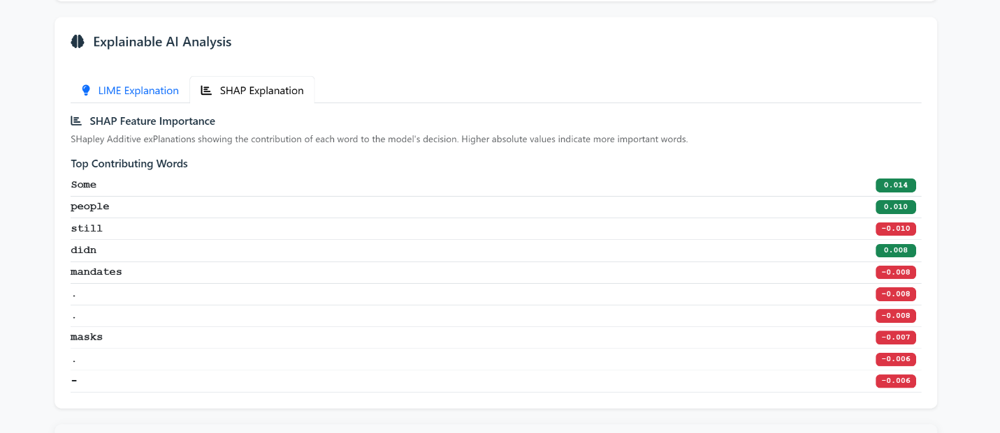 Explainable AI Analysis
LIME Explanation SHAP Explanation
SHAP Feature Importance
SHapley Additive exPlanations showing the contribution of each word to the model's decision. Higher absolute values indicate more important words.
Top Contributing Words
Some 0.014
people 0.010
still -0.010
didn 0.008
mandates -0.008
. -0.008
. -0.008
masks -0.007
. -0.006
- -0.006